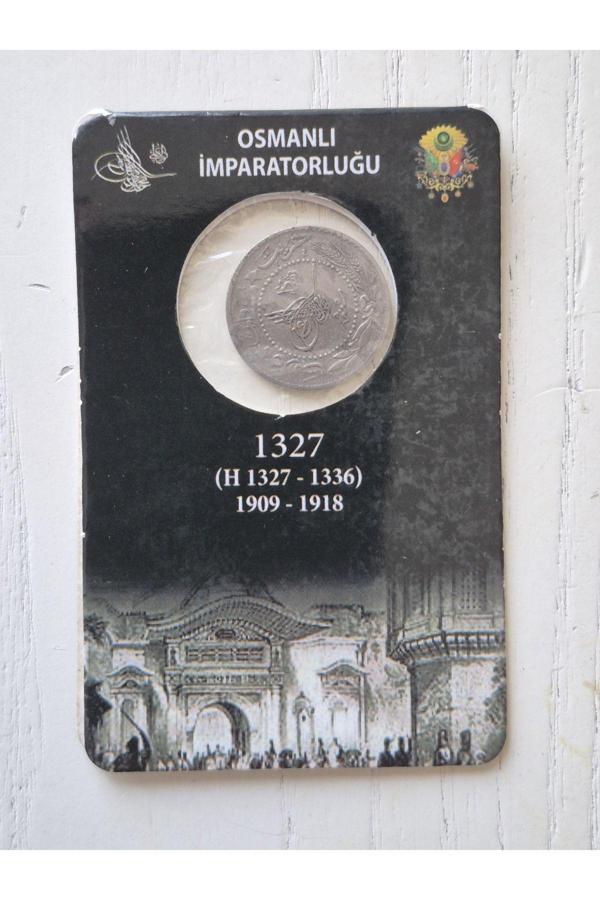 OSMANLI
İMPARATORLUĞU
1327
(H 1327 - 1336)
1909 - 1918